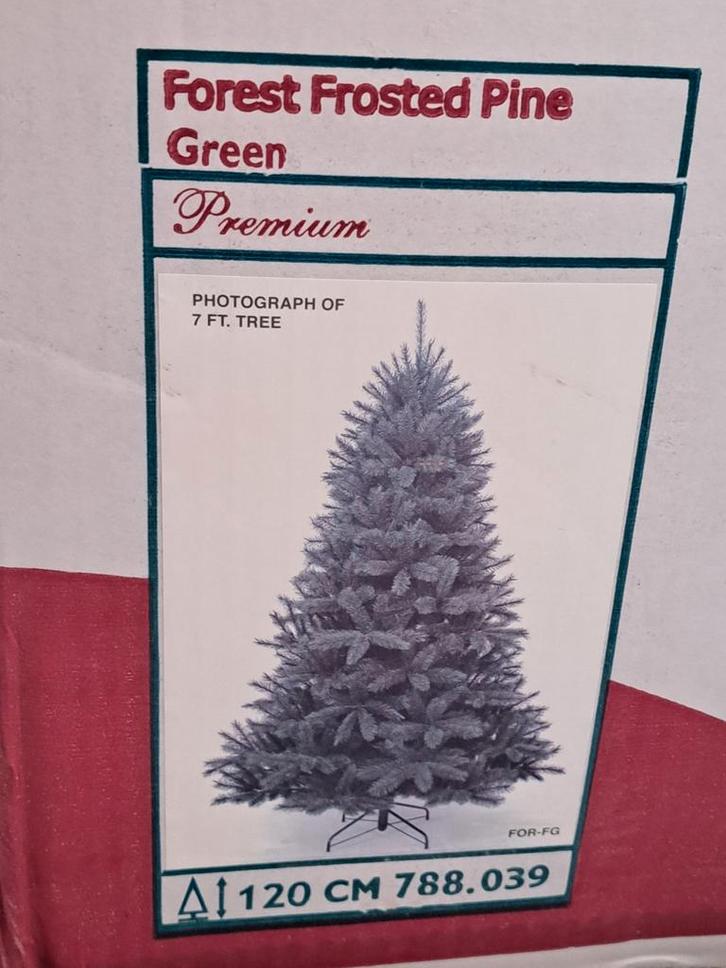 Forest Frosted Pine
Green
Premium
PHOTOGRAPH OF
7 FT. TREE
FOR-FG
120 CM 788.039